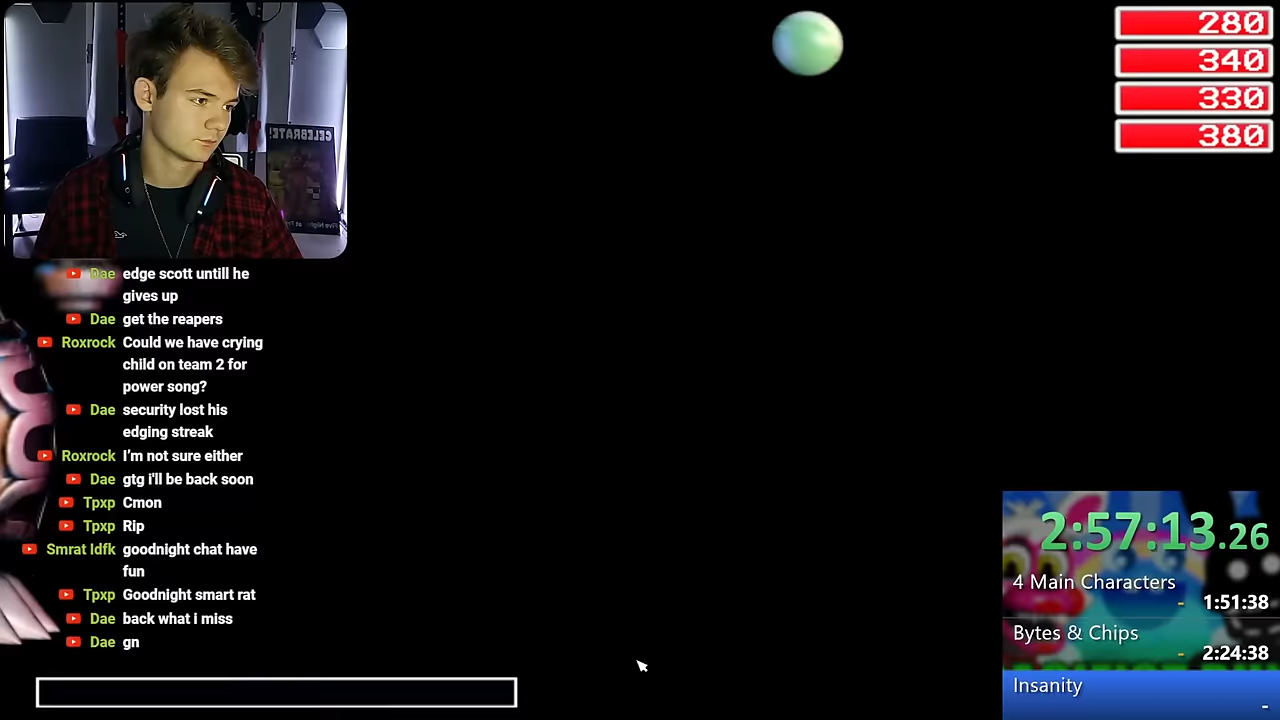 280
340
330
380
CELEBRATE!
Dae edge scott untill he
gives up
Dae get the reapers
Roxrock Could we have crying
child on team 2 for
power song?
Dae security lost his
edging streak
Roxrock I'm not sure either
Dae gtg i'll be back soon
Tpxp Cmon
Tpxp Rip
Smrat Idfk goodnight chat have
fun
Tpxp Goodnight smart rat
Dae back what i miss
Dae gn
2:57:13.26
4 Main Characters
- 1:51:38
Bytes & Chips
- 2:24:38
Insanity
-